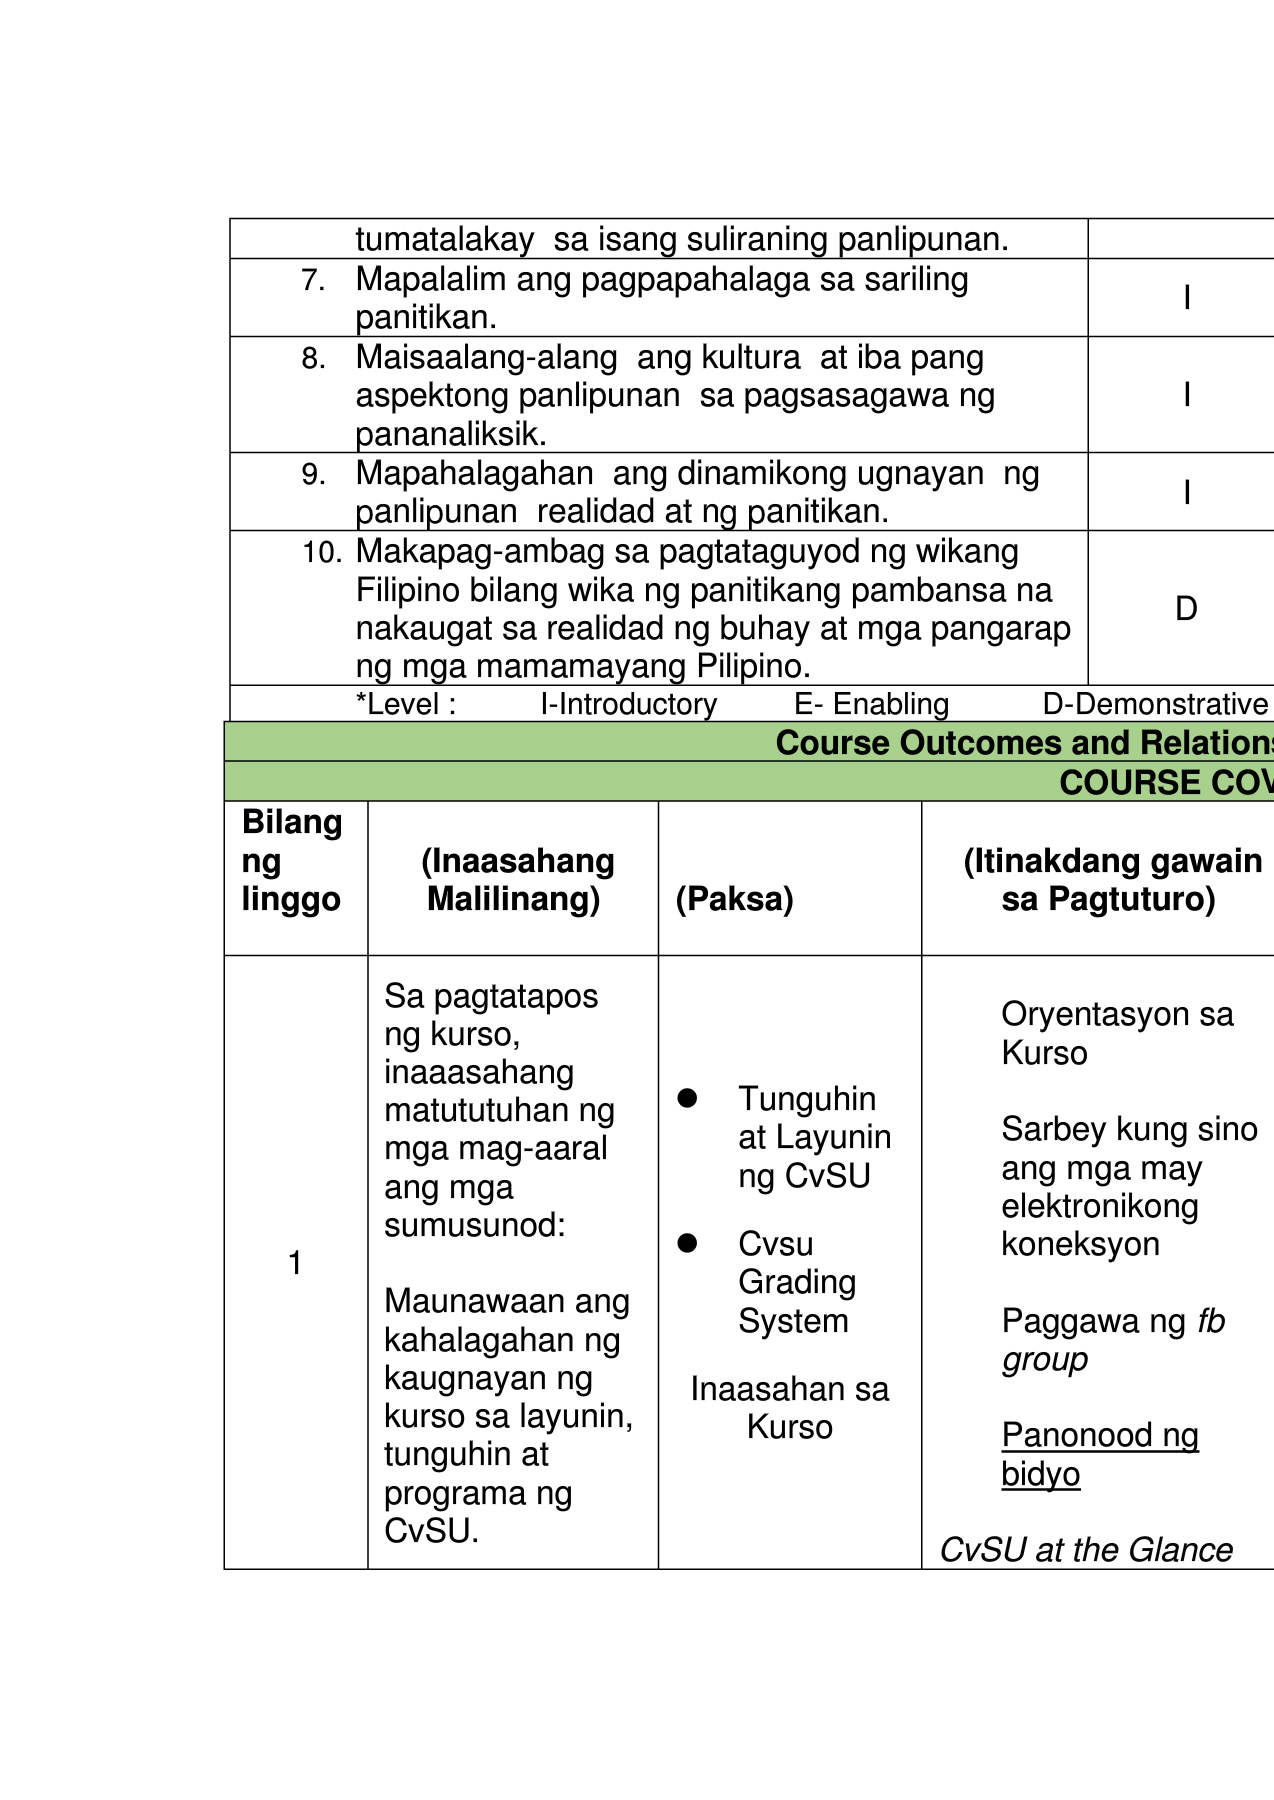 tumatalakay  sa isang suliraning panlipunan.
7. Mapalalim ang pagpapahalaga sa sariling
panitikan.
I
8. Maisaalang-alang  ang kultura  at iba pang
aspektong panlipunan  sa pagsasagawa ng
pananaliksik.
I
9. Mapahalagahan  ang dinamikong ugnayan  ng
panlipunan  realidad at ng panitikan.
I
10. Makapag-ambag sa pagtataguyod ng wikang
Filipino bilang wika ng panitikang pambansa na
nakaugat sa realidad ng buhay at mga pangarap
ng mga mamamayang Pilipino.
D
*Level : I-Introductory E- Enabling D-Demonstrative
Course Outcomes and Relations
COURSE COV
Bilang
ng
linggo
(Inaasahang
Malilinang)
(Paksa)
(Itinakdang gawain
sa Pagtuturo)
1
Sa pagtatapos
ng kurso,
inaaasahang
matututuhan ng
mga mag-aaral
ang mga
sumusunod:
Maunawaan ang
kahalagahan ng
kaugnayan ng
kurso sa layunin,
tunguhin at
programa ng
CvSU.
● Tunguhin
at Layunin
ng CvSU
● Cvsu
Grading
System
Inaasahan sa
Kurso
Oryentasyon sa
Kurso
Sarbey kung sino
ang mga may
elektronikong
koneksyon
Paggawa ng fb
group
Panonood ng
bidyo
CvSU at the Glance